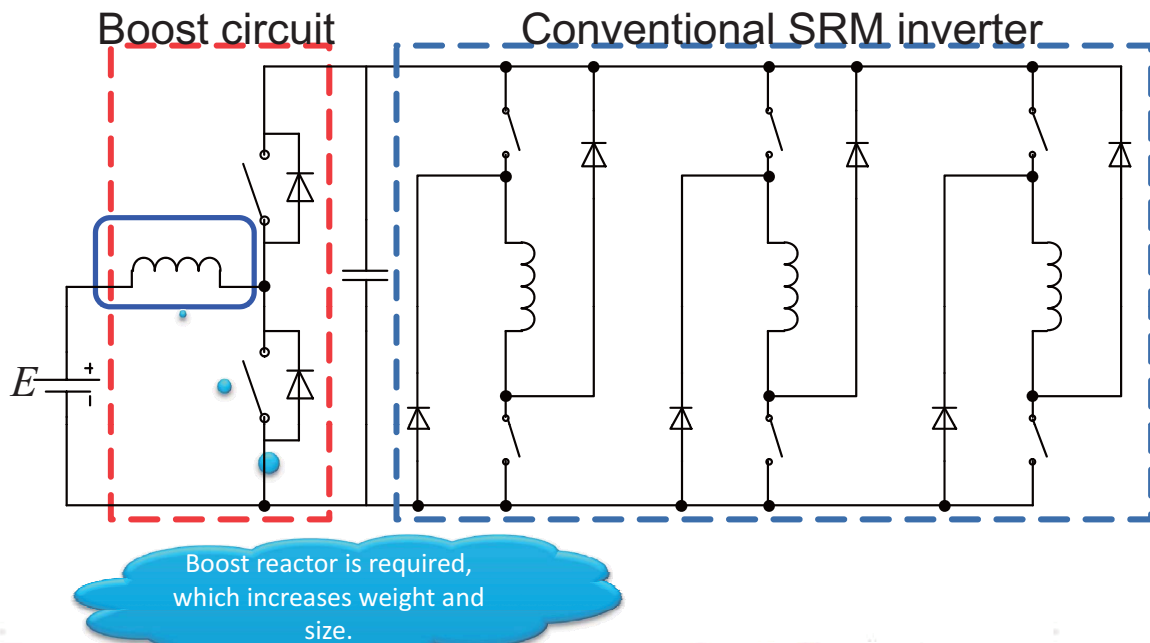 Boost circuit
Conventional SRM inverter
E
+
Boost reactor is required,
which increases weight and
size.